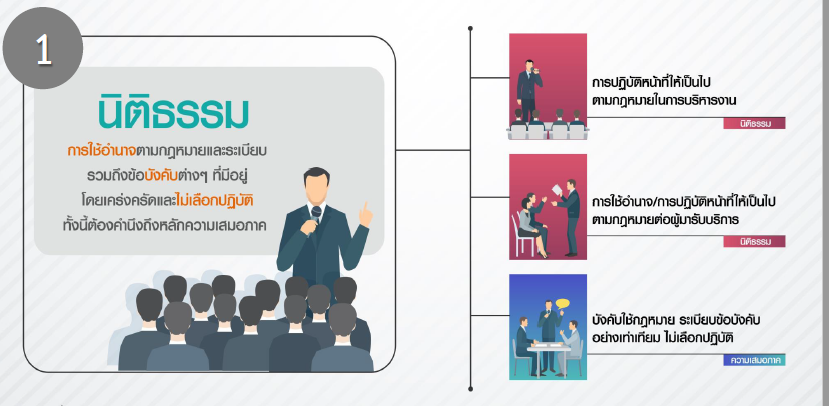 1
นิติธรรม
การใช้อำนาจตามกฎหมายและระเบียบ
รวมถึงข้อบังคับต่างๆ ที่มีอยู่
โดยเคร่งครัดและไม่เลือกปฏิบัติ
ทั้งนี้ต้องคำนึงถึงหลักความเสมอภาค
การปฏิบัติหน้าที่ให้เป็นไป
ตามกฎหมายในการบริหารงาน
นิติธรรม
การใช้อำนาจ/การปฏิบัติหน้าที่ให้เป็นไป
ตามกฎหมายต่อผู้มารับบริการ
นิติธรรม
บังคับใช้กฎหมาย ระเบียบข้อบังคับ
อย่างเท่าเทียม ไม่เลือกปฏิบัติ
ความเสมอภาค